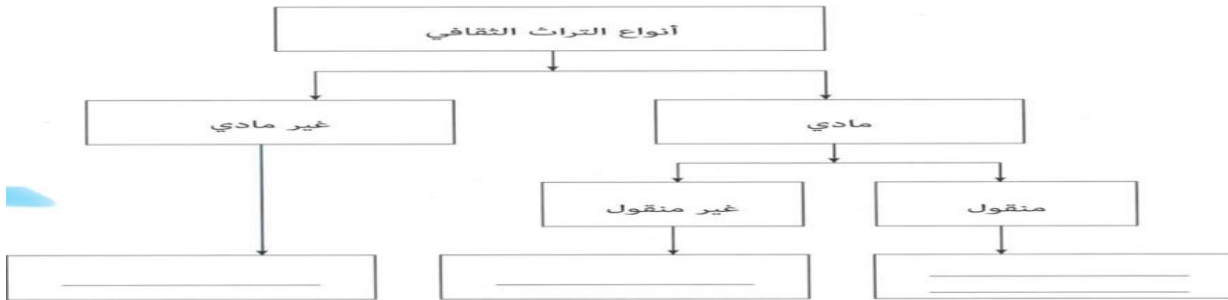 أنواع التراث الثقافي
مادي
غير مادي
منقول
غير منقول